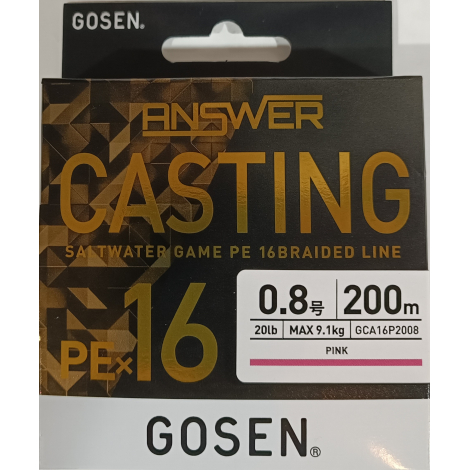 GOSEN®
ANSWER
CASTING
SALTWATER GAME PE 16BRAIDED LINE
0.8号 200m
20lb MAX 9.1kg GCA16P2008
PINK
PE×16
GOSEN®